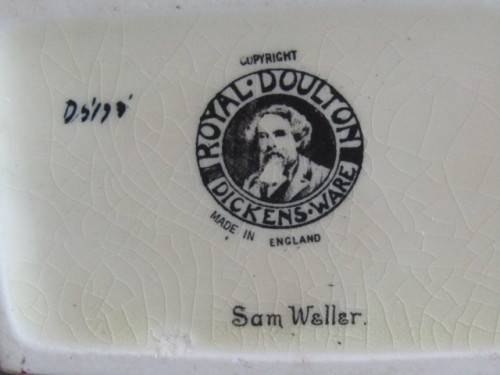 COPYRIGHT
ROYAL·DOULTON
DICKENS·WARE
MADE IN ENGLAND
Sam Weller.